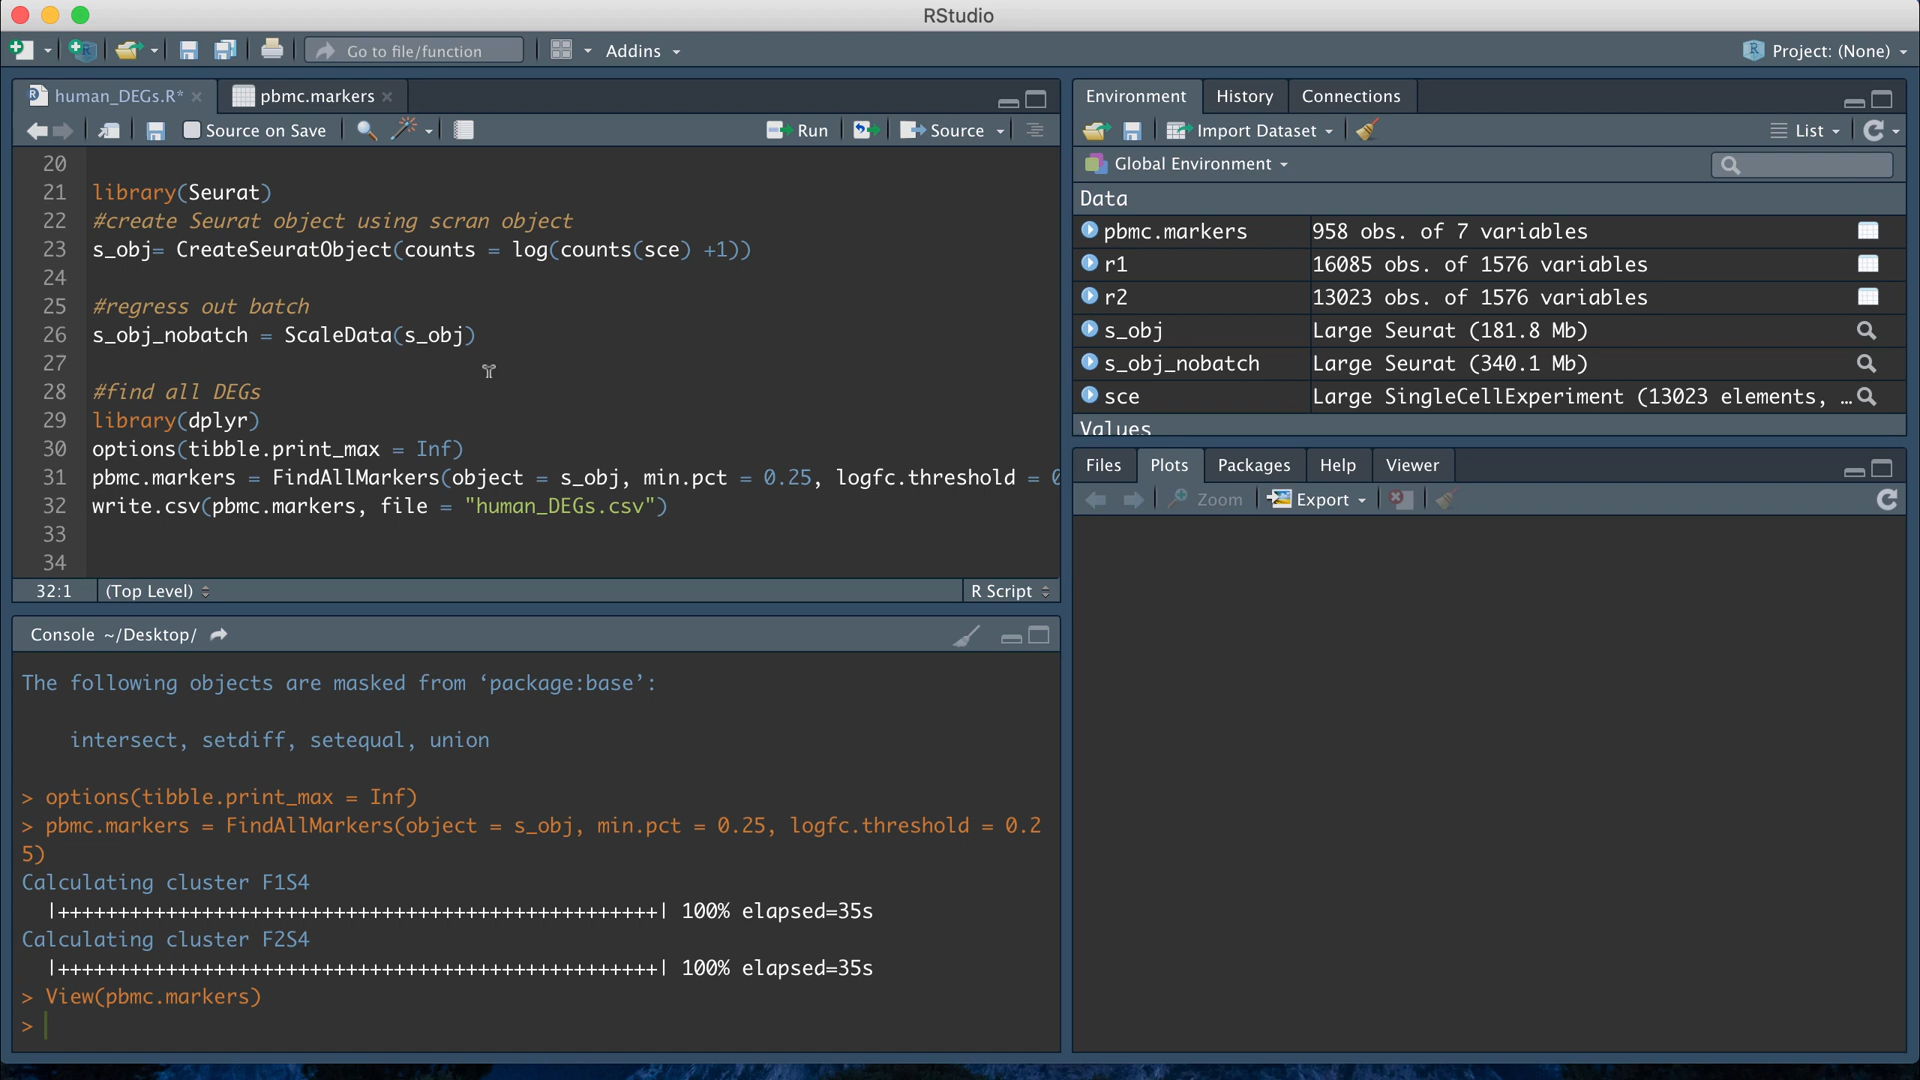 RStudio
Go to file/function
Addins
Project: (None)
human_DEGs.R*
pbmc.markers
Source on Save
Run
Source
20
21 library(Seurat)
22 #create Seurat object using scran object
23 s_obj= CreateSeuratObject(counts = log(counts(sce) +1))
24
25 #regress out batch
26 s_obj_nobatch = ScaleData(s_obj)
27
28 #find all DEGs
29 library(dplyr)
30 options(tibble.print_max = Inf)
31 pbmc.markers = FindAllMarkers(object = s_obj, min.pct = 0.25, logfc.threshold = 0
32 write.csv(pbmc.markers, file = "human_DEGs.csv")
33
34
32:1 (Top Level) R Script
Console ~/Desktop/
The following objects are masked from ‘package:base’:
intersect, setdiff, setequal, union
> options(tibble.print_max = Inf)
> pbmc.markers = FindAllMarkers(object = s_obj, min.pct = 0.25, logfc.threshold = 0.2
5)
Calculating cluster F1S4
|++++++++++++++++++++++++++++++++++++++++++++++++++| 100% elapsed=35s
Calculating cluster F2S4
|++++++++++++++++++++++++++++++++++++++++++++++++++| 100% elapsed=35s
> View(pbmc.markers)
>
Environment History Connections
Import Dataset List
Global Environment
Data
pbmc.markers 958 obs. of 7 variables
r1 16085 obs. of 1576 variables
r2 13023 obs. of 1576 variables
s_obj Large Seurat (181.8 Mb)
s_obj_nobatch Large Seurat (340.1 Mb)
sce Large SingleCellExperiment (13023 elements, …
Values
Files Plots Packages Help Viewer
Zoom Export